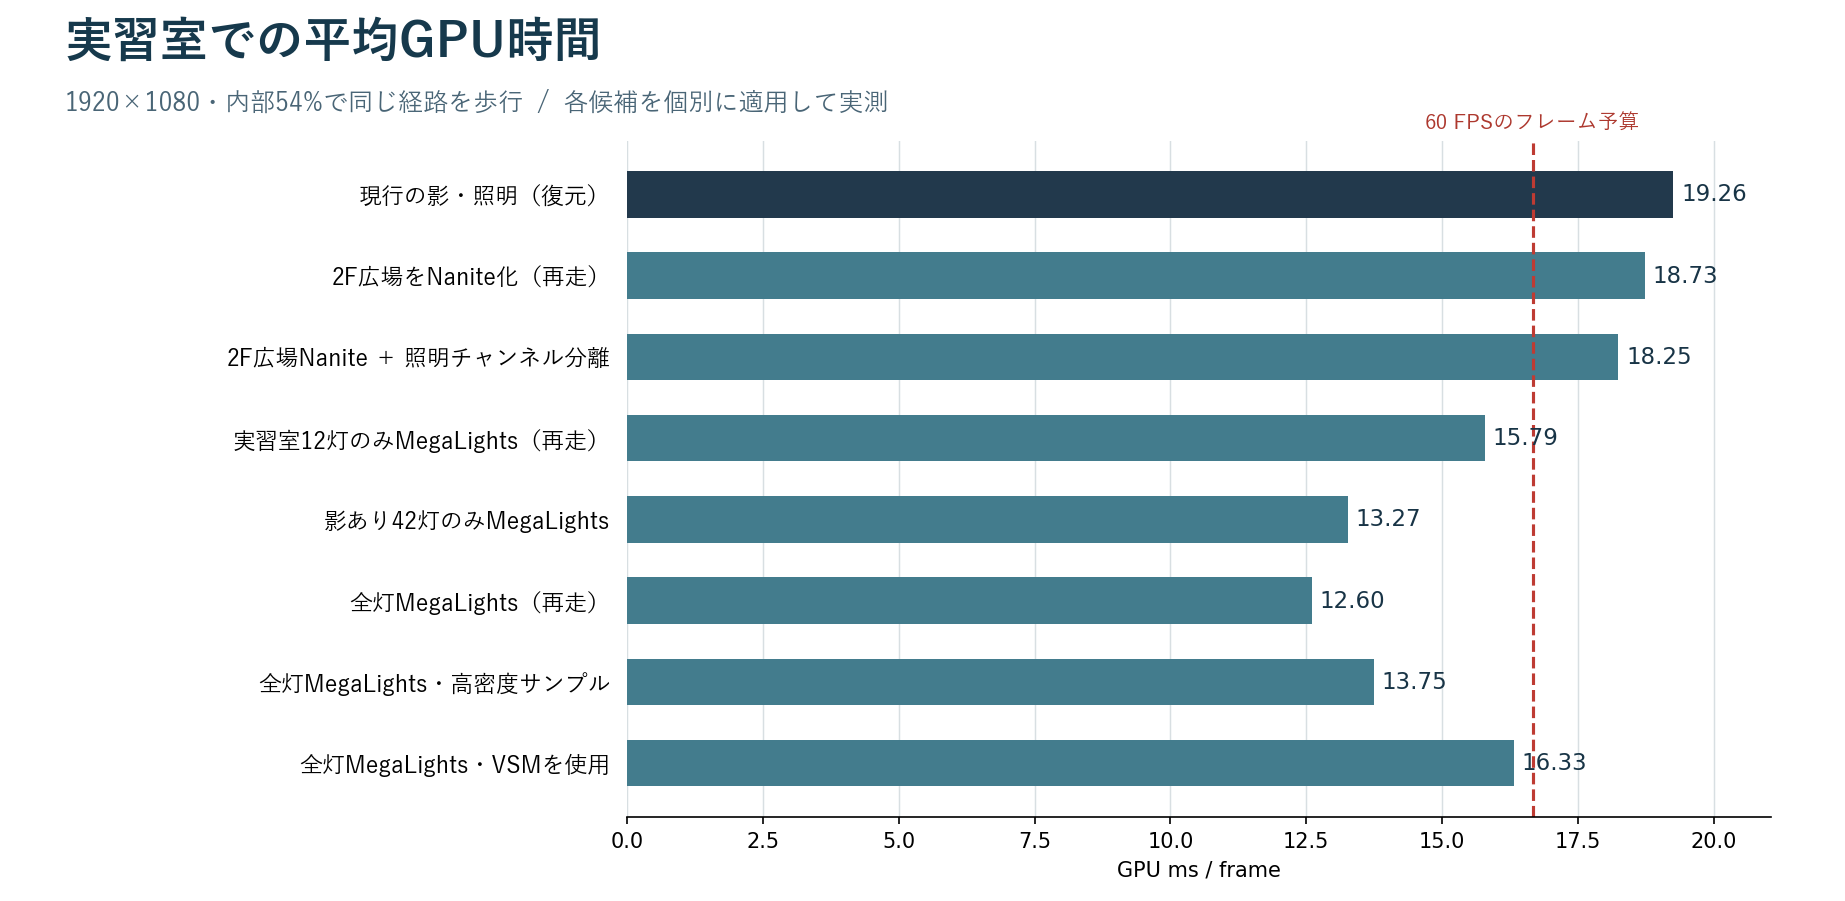 実習室での平均GPU時間
1920×1080・内部54%で同じ経路を歩行 / 各候補を個別に適用して実測
60 FPSのフレーム予算
現行の影・照明（復元） 19.26
2F広場をNanite化（再走） 18.73
2F広場Nanite + 照明チャンネル分離 18.25
実習室12灯のみMegaLights（再走） 15.79
影あり42灯のみMegaLights 13.27
全灯MegaLights（再走） 12.60
全灯MegaLights・高密度サンプル 13.75
全灯MegaLights・VSMを使用 16.33
0.0 2.5 5.0 7.5 10.0 12.5 15.0 17.5 20.0
GPU ms / frame